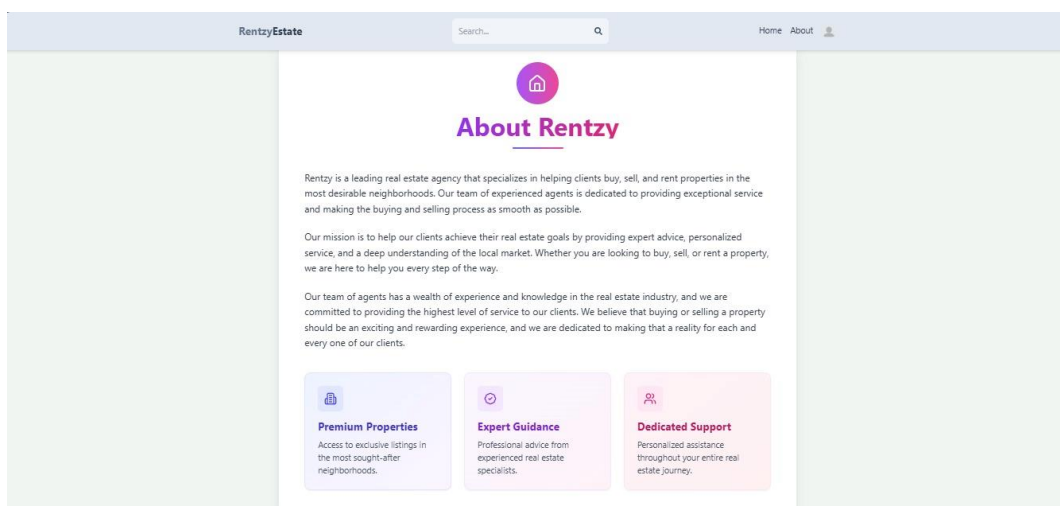 RentzyEstate
Search...
Home About
About Rentzy
Rentzy is a leading real estate agency that specializes in helping clients buy, sell, and rent properties in the
most desirable neighborhoods. Our team of experienced agents is dedicated to providing exceptional service
and making the buying and selling process as smooth as possible.
Our mission is to help our clients achieve their real estate goals by providing expert advice, personalized
service, and a deep understanding of the local market. Whether you are looking to buy, sell, or rent a property,
we are here to help you every step of the way.
Our team of agents has a wealth of experience and knowledge in the real estate industry, and we are
committed to providing the highest level of service to our clients. We believe that buying or selling a property
should be an exciting and rewarding experience, and we are dedicated to making that a reality for each and
every one of our clients.
Premium Properties
Access to exclusive listings in
the most sought-after
neighborhoods.
Expert Guidance
Professional advice from
experienced real estate
specialists.
Dedicated Support
Personalized assistance
throughout your entire real
estate journey.